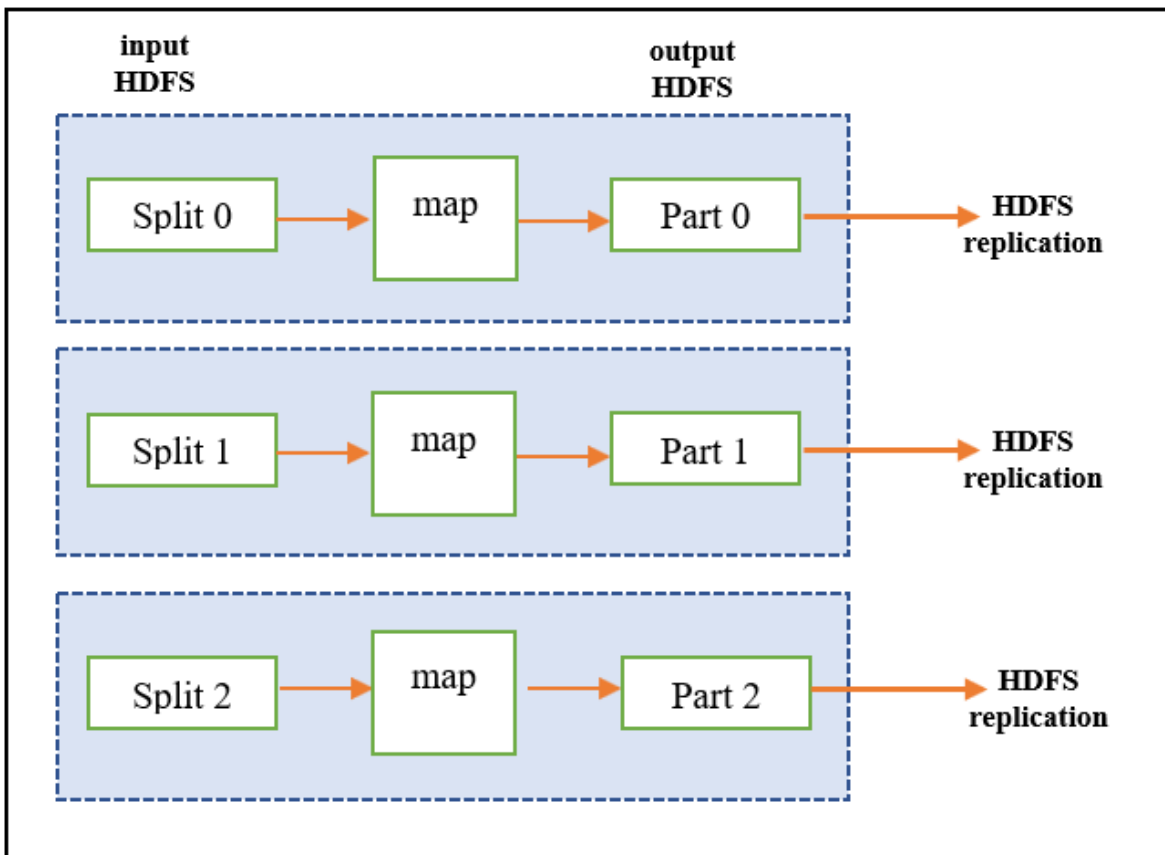 input
HDFS
output
HDFS
Split 0
map
Part 0
HDFS
replication
Split 1
map
Part 1
HDFS
replication
Split 2
map
Part 2
HDFS
replication